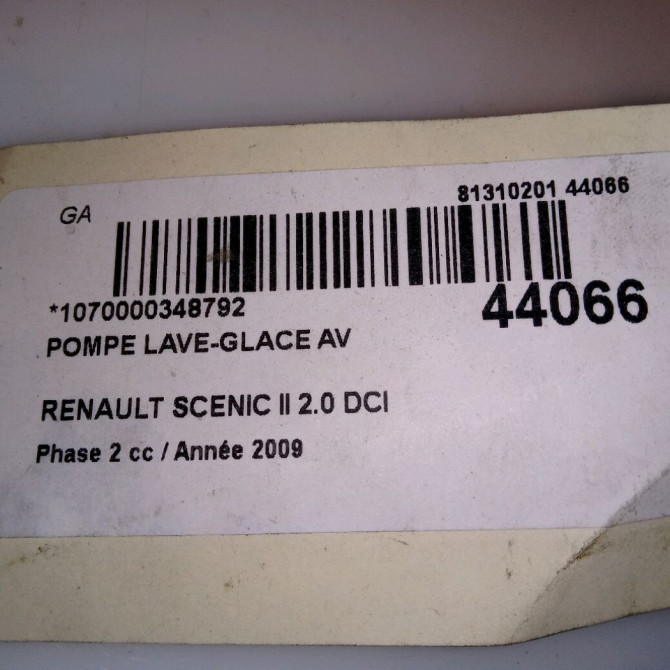 81310201 44066
GA
*1070000348792
44066
POMPE LAVE-GLACE AV
RENAULT SCENIC II 2.0 DCI
Phase 2 cc / Année 2009